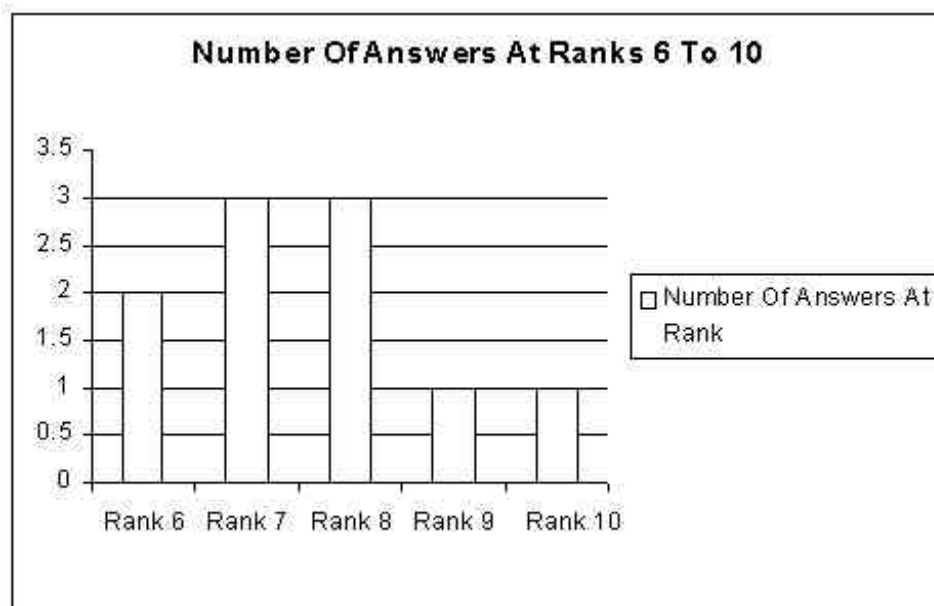 Number Of Answers At Ranks 6 To 10
3.5
3
2.5
2
1.5
1
0.5
0
Rank 6 Rank 7 Rank 8 Rank 9 Rank 10
Number Of Answers At
Rank